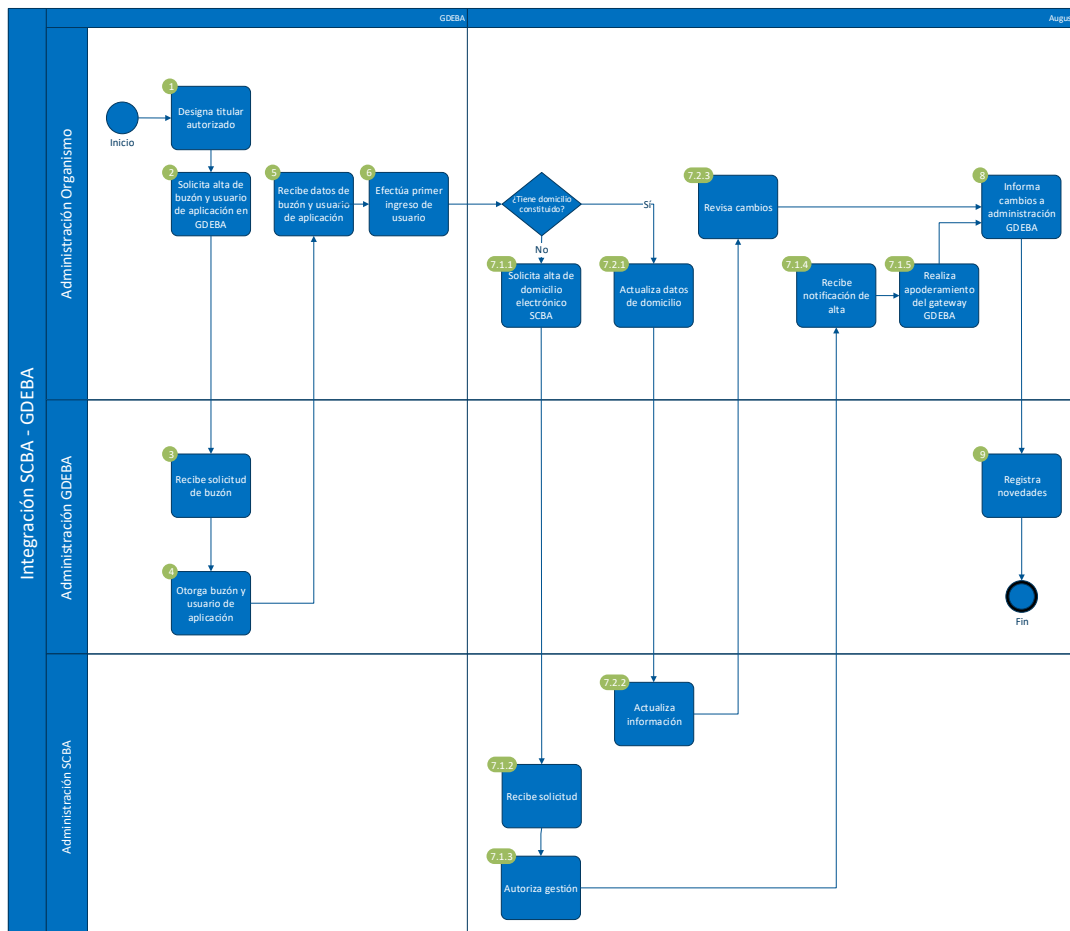 GDEBA
Augus
Integración SCBA - GDEBA
Administración Organismo
Inicio
1
Designa titular
autorizado
2
Solicita alta de
buzón y usuario
de aplicación en
GDEBA
5
Recibe datos de
buzón y usuario
de aplicación
6
Efectúa primer
ingreso de
usuario
¿Tiene domicilio
constituido?
Sí
No
7.1.1
Solicita alta de
domicilio
electrónico
SCBA
7.2.1
Actualiza datos
de domicilio
7.2.3
Revisa cambios
7.1.4
Recibe
notificación de
alta
7.1.5
Realiza
apoderamiento
del gateway
GDEBA
8
Informa
cambios a
administración
GDEBA
Administración GDEBA
3
Recibe solicitud
de buzón
4
Otorga buzón y
usuario de
aplicación
9
Registra
novedades
Fin
Administración SCBA
7.2.2
Actualiza
información
7.1.2
Recibe solicitud
7.1.3
Autoriza gestión